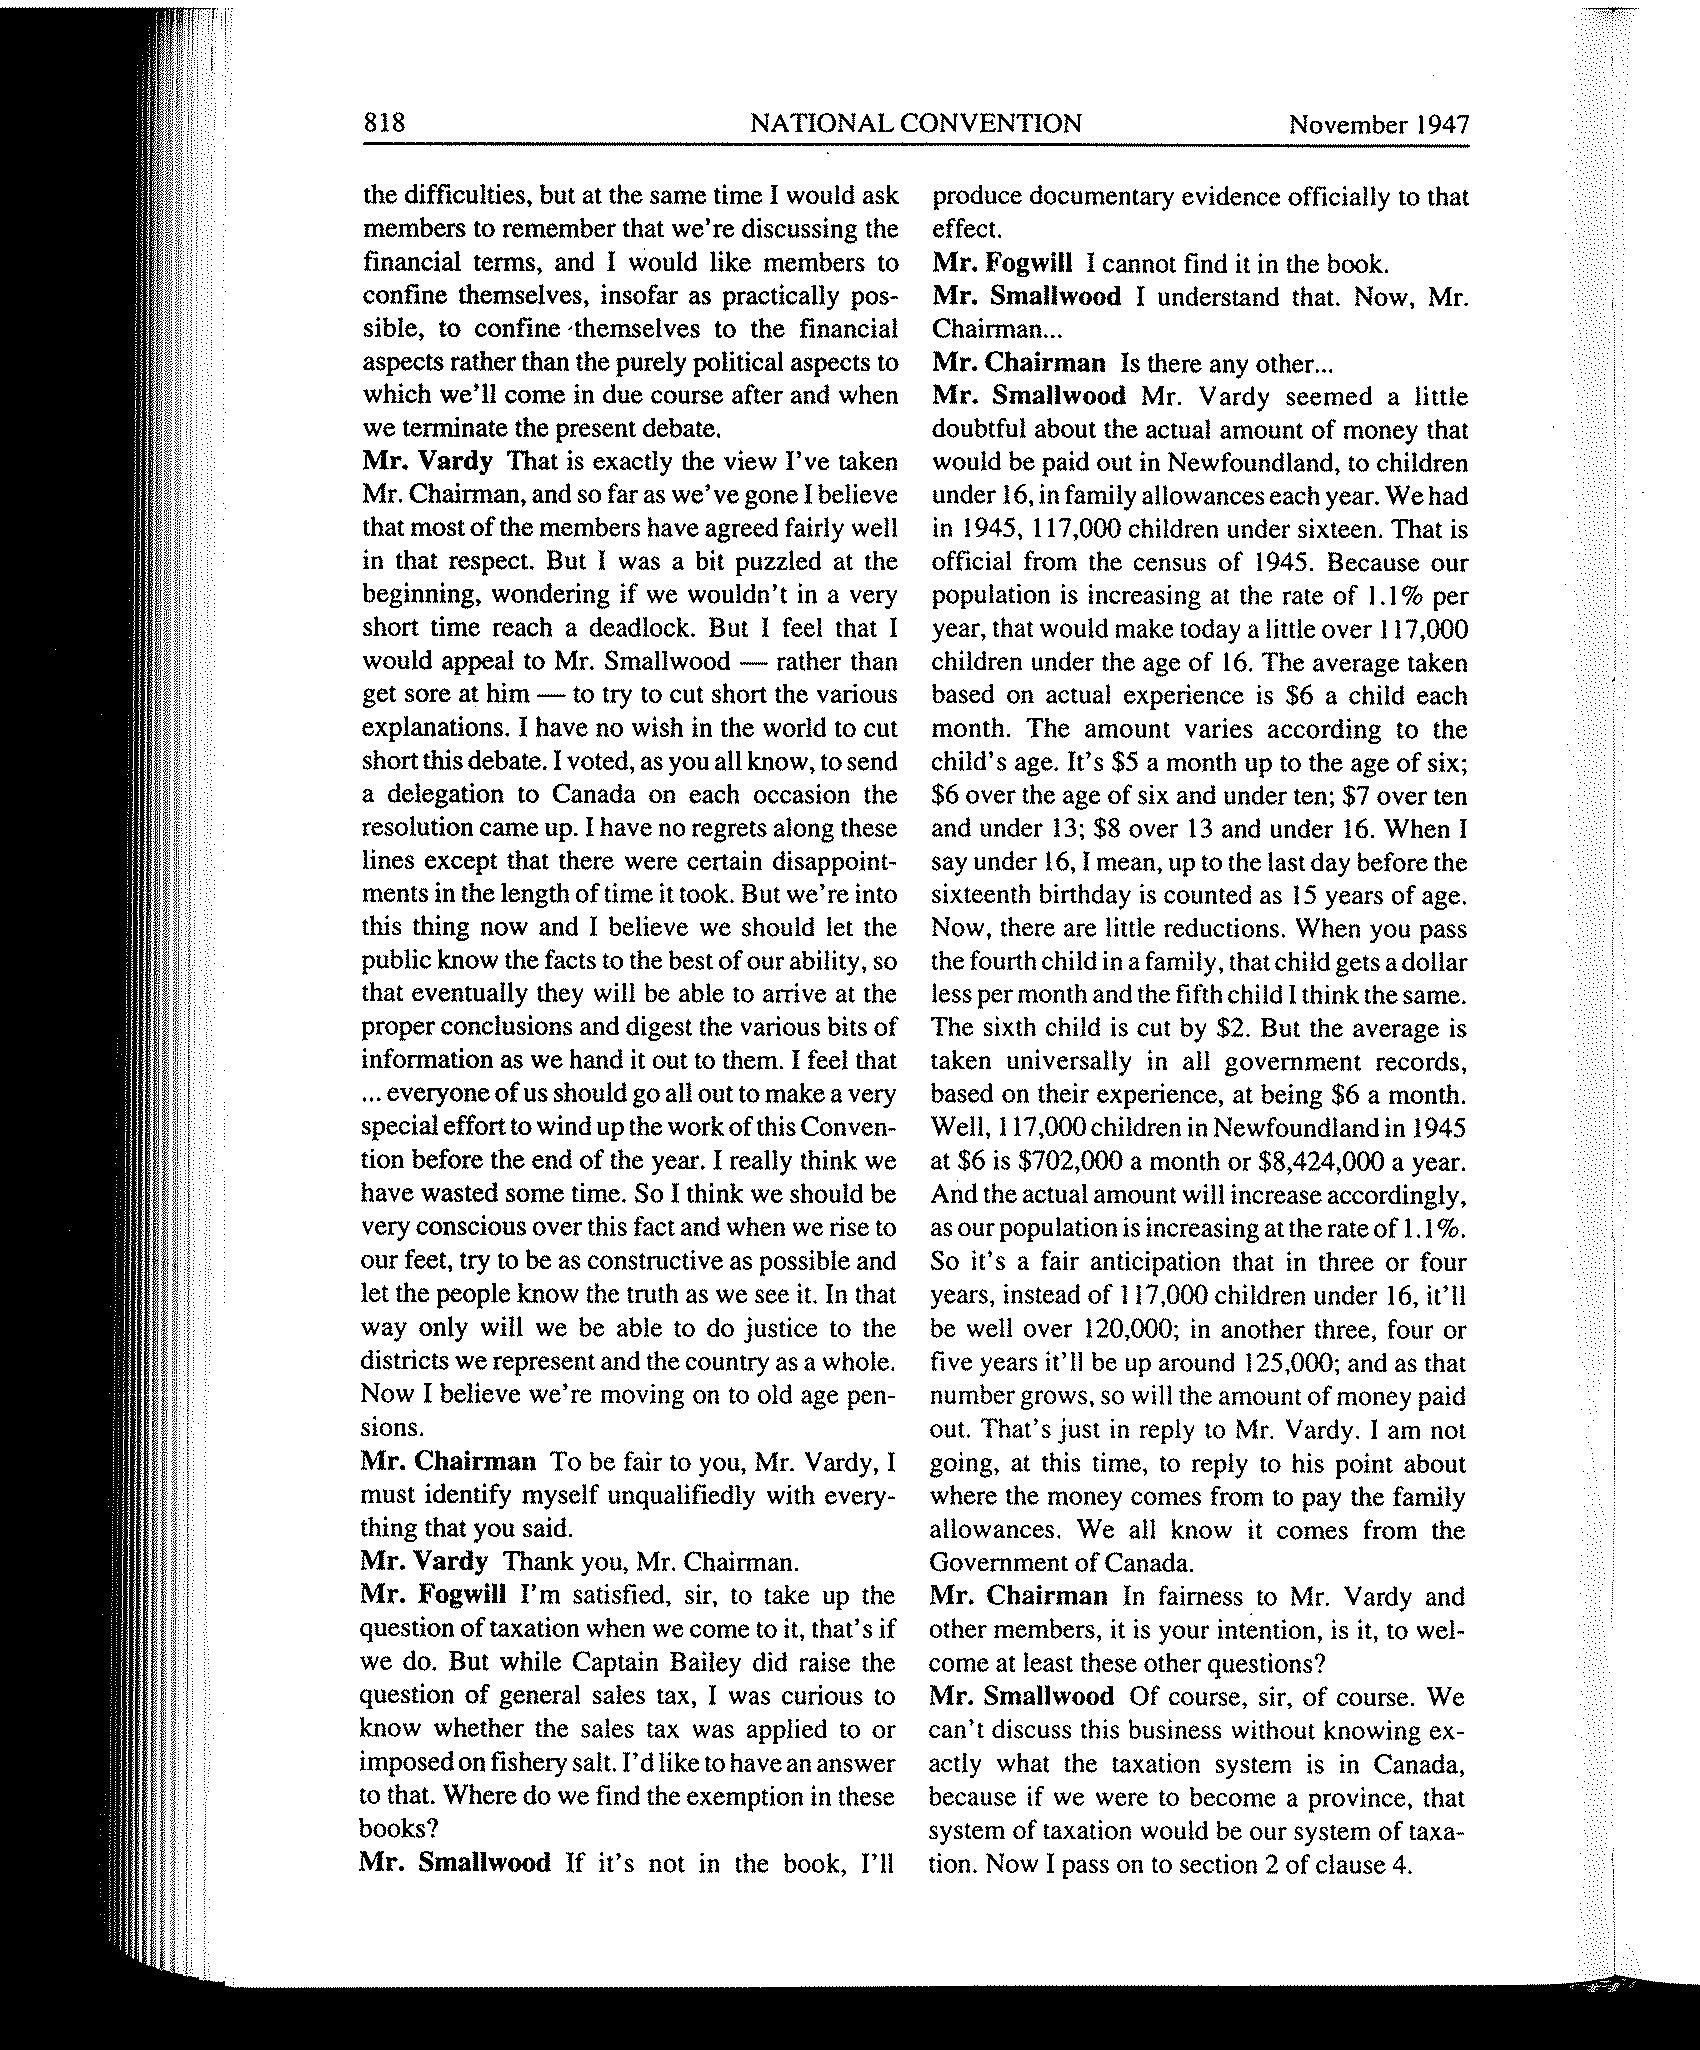 818 NATIONAL CONVENTION November 1947
the difficulties, but at the same time I would ask
members to remember that we're discussing the
financial terms, and I would like members to
confine themselves, insofar as practically pos-
sible, to confine themselves to the financial
aspects rather than the purely political aspects to
which we'll come in due course after and when
we terminate the present debate.
Mr. Vardy That is exactly the view I've taken
Mr. Chairman, and so far as we've gone I believe
that most of the members have agreed fairly well
in that respect. But I was a bit puzzled at the
beginning, wondering if we wouldn't in a very
short time reach a deadlock. But I feel that I
would appeal to Mr. Smallwood — rather than
get sore at him — to try to cut short the various
explanations. I have no wish in the world to cut
short this debate. I voted, as you all know, to send
a delegation to Canada on each occasion the
resolution came up. I have no regrets along these
lines except that there were certain disappoint-
ments in the length of time it took. But we're into
this thing now and I believe we should let the
public know the facts to the best of our ability, so
that eventually they will be able to arrive at the
proper conclusions and digest the various bits of
information as we hand it out to them. I feel that
... everyone of us should go all out to make a very
special effort to wind up the work of this Conven-
tion before the end of the year. I really think we
have wasted some time. So I think we should be
very conscious over this fact and when we rise to
our feet, try to be as constructive as possible and
let the people know the truth as we see it. In that
way only will we be able to do justice to the
districts we represent and the country as a whole.
Now I believe we're moving on to old age pen-
sions.
Mr. Chairman To be fair to you, Mr. Vardy, I
must identify myself unqualifiedly with every-
thing that you said.
Mr. Vardy Thank you, Mr. Chairman.
Mr. Fogwill I'm satisfied, sir, to take up the
question of taxation when we come to it, that's if
we do. But while Captain Bailey did raise the
question of general sales tax, I was curious to
know whether the sales tax was applied to or
imposed on fishery salt. I'd like to have an answer
to that. Where do we find the exemption in these
books?
Mr. Smallwood If it's not in the book, I'll
produce documentary evidence officially to that
effect.
Mr. Fogwill I cannot find it in the book.
Mr. Smallwood I understand that. Now, Mr.
Chairman...
Mr. Chairman Is there any other...
Mr. Smallwood Mr. Vardy seemed a little
doubtful about the actual amount of money that
would be paid out in Newfoundland, to children
under 16, in family allowances each year. We had
in 1945, 117,000 children under sixteen. That is
official from the census of 1945. Because our
population is increasing at the rate of 1.1% per
year, that would make today a little over 117,000
children under the age of 16. The average taken
based on actual experience is $6 a child each
month. The amount varies according to the
child's age. It's $5 a month up to the age of six;
$6 over the age of six and under ten; $7 over ten
and under 13; $8 over 13 and under 16. When I
say under 16, I mean, up to the last day before the
sixteenth birthday is counted as 15 years of age.
Now, there are little reductions. When you pass
the fourth child in a family, that child gets a dollar
less per month and the fifth child I think the same.
The sixth child is cut by $2. But the average is
taken universally in all government records,
based on their experience, at being $6 a month.
Well, 117,000 children in Newfoundland in 1945
at $6 is $702,000 a month or $8,424,000 a year.
And the actual amount will increase accordingly,
as our population is increasing at the rate of 1.1%.
So it's a fair anticipation that in three or four
years, instead of 117,000 children under 16, it'll
be well over 120,000; in another three, four or
five years it'll be up around 125,000; and as that
number grows, so will the amount of money paid
out. That's just in reply to Mr. Vardy. I am not
going, at this time, to reply to his point about
where the money comes from to pay the family
allowances. We all know it comes from the
Government of Canada.
Mr. Chairman In fairness to Mr. Vardy and
other members, it is your intention, is it, to wel-
come at least these other questions?
Mr. Smallwood Of course, sir, of course. We
can't discuss this business without knowing ex-
actly what the taxation system is in Canada,
because if we were to become a province, that
system of taxation would be our system of taxa-
tion. Now I pass on to section 2 of clause 4.